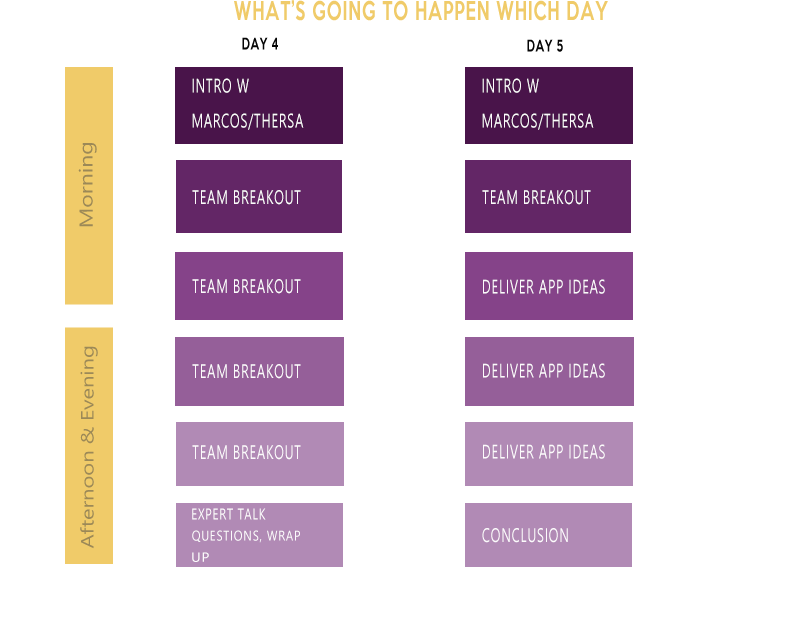 WHAT'S GOING TO HAPPEN WHICH DAY
DAY 4
DAY 5
Morning
INTRO W
MARCOS/THERSA
INTRO W
MARCOS/THERSA
TEAM BREAKOUT
TEAM BREAKOUT
TEAM BREAKOUT
DELIVER APP IDEAS
Afternoon & Evening
TEAM BREAKOUT
DELIVER APP IDEAS
TEAM BREAKOUT
DELIVER APP IDEAS
EXPERT TALK
QUESTIONS, WRAP
UP
CONCLUSION